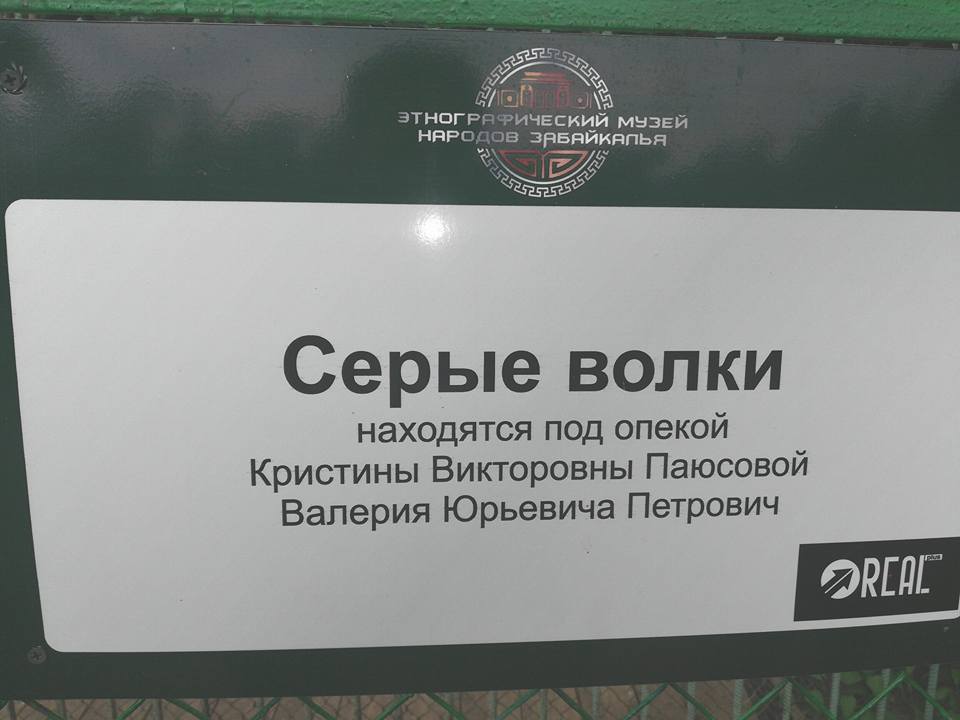 ЭТНОГРАФИЧЕСКИЙ МУЗЕЙ
НАРОДОВ ЗАБАЙКАЛЬЯ
Серые волки
находятся под опекой
Кристины Викторовны Паюсовой
Валерия Юрьевича Петрович
REAL plus